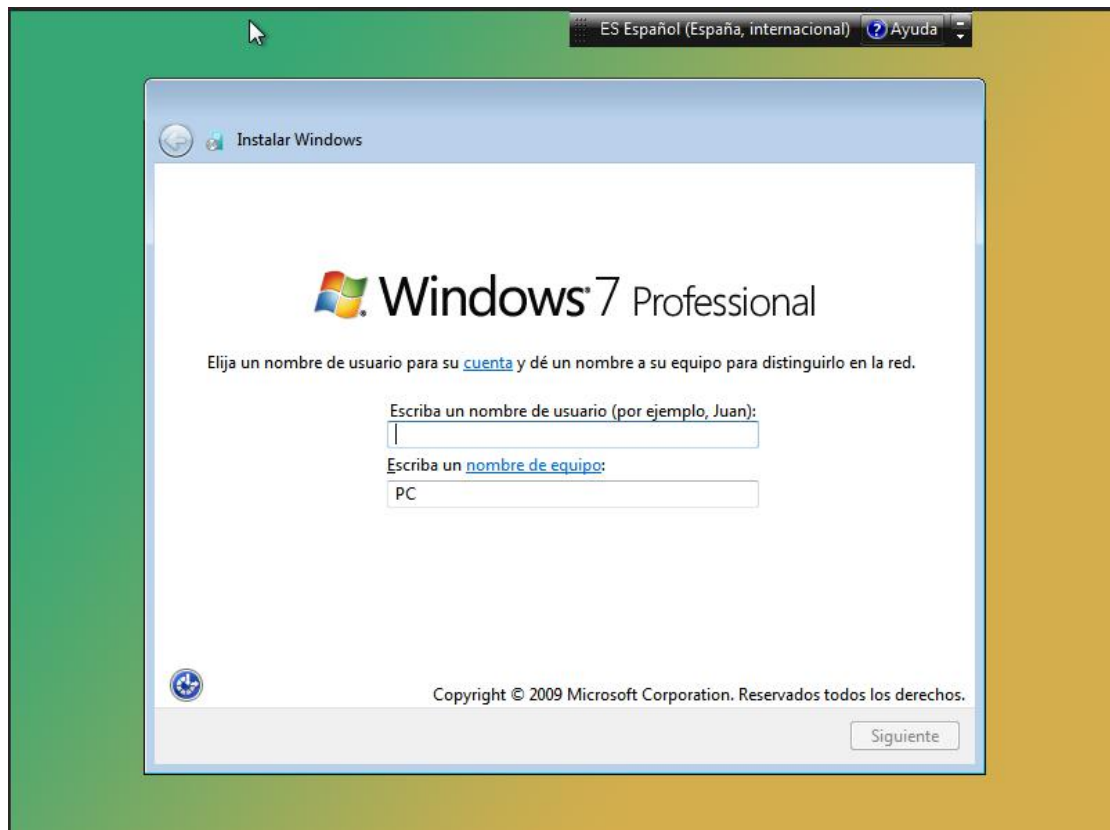 ES Español (España, internacional) Ayuda
Instalar Windows
Windows 7 Professional
Elija un nombre de usuario para su cuenta y dé un nombre a su equipo para distinguirlo en la red.
Escriba un nombre de usuario (por ejemplo, Juan):
Escriba un nombre de equipo:
PC
Copyright © 2009 Microsoft Corporation. Reservados todos los derechos.
Siguiente